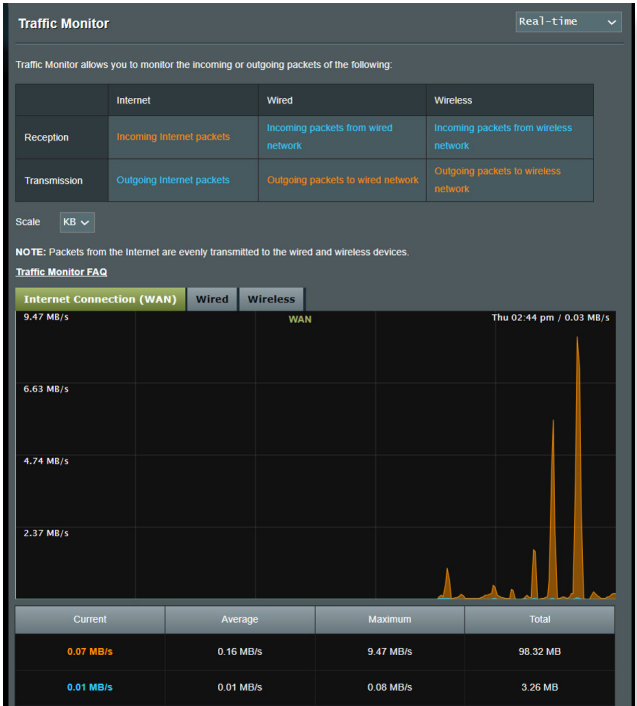 Traffic Monitor
Real-time
Traffic Monitor allows you to monitor the incoming or outgoing packets of the following:
Internet Wired Wireless
Reception Incoming Internet packets Incoming packets from wired network Incoming packets from wireless network
Transmission Outgoing Internet packets Outgoing packets to wired network Outgoing packets to wireless network
Scale KB
NOTE: Packets from the Internet are evenly transmitted to the wired and wireless devices.
Traffic Monitor FAQ
Internet Connection (WAN) Wired Wireless
9.47 MB/s WAN Thu 02:44 pm / 0.03 MB/s
6.63 MB/s
4.74 MB/s
2.37 MB/s
Current Average Maximum Total
0.07 MB/s 0.16 MB/s 9.47 MB/s 98.32 MB
0.01 MB/s 0.01 MB/s 0.08 MB/s 3.26 MB